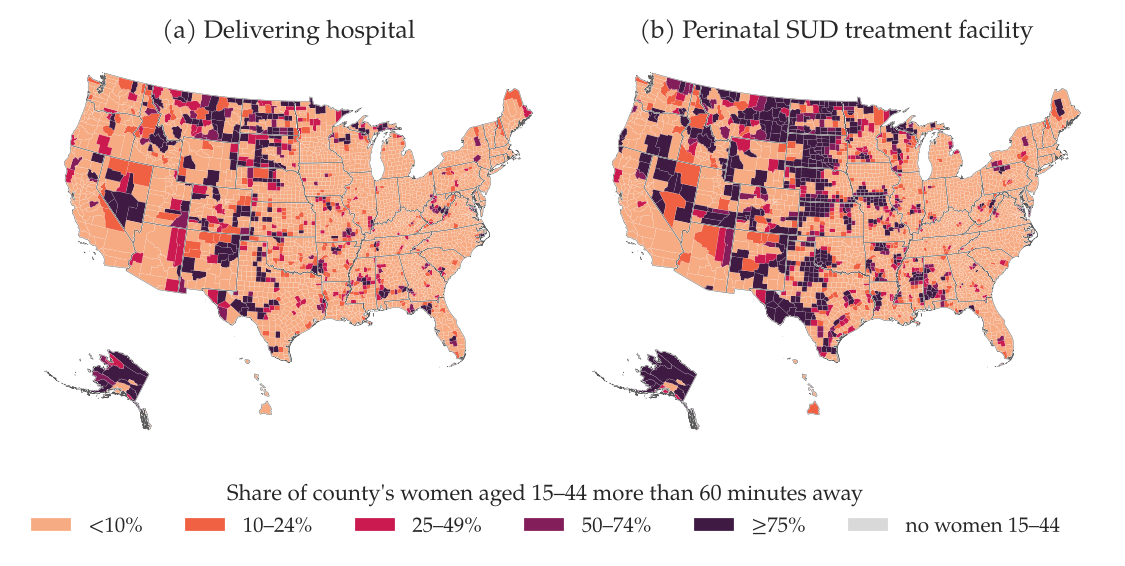 (a) Delivering hospital
(b) Perinatal SUD treatment facility
Share of county's women aged 15–44 more than 60 minutes away
<10% 10–24% 25–49% 50–74% ≥75% no women 15–44